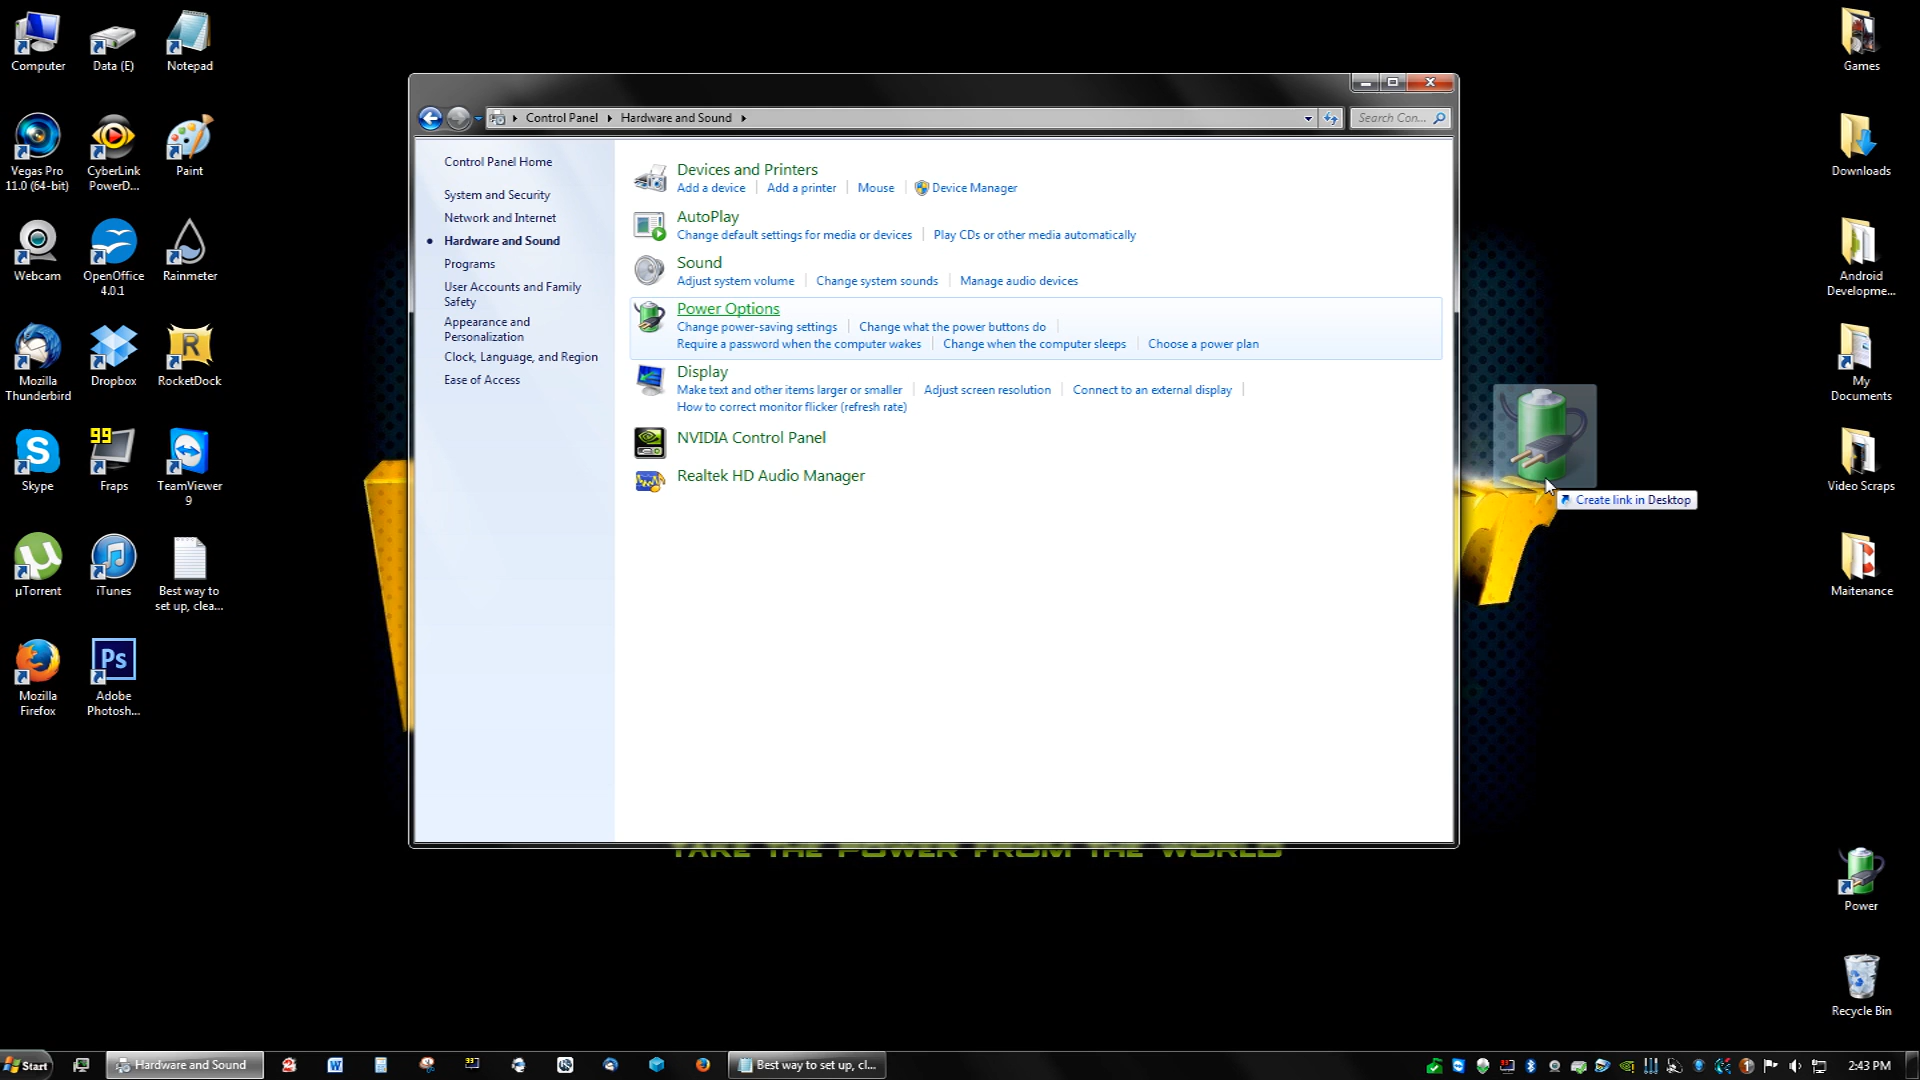 Computer
Data (E)
Notepad
Games
Control Panel
Hardware and Sound
Search Con...
Vegas Pro
11.0 (64-bit)
CyberLink
PowerD...
Paint
Downloads
Webcam
OpenOffice
4.0.1
Rainmeter
Android
Developme...
Mozilla
Thunderbird
Dropbox
RocketDock
My
Documents
99
Skype
Fraps
TeamViewer
9
Video Scraps
µTorrent
iTunes
Best way to
set up, clea...
Maitenance
Mozilla
Firefox
Ps
Adobe
Photosh...
Control Panel Home
System and Security
Network and Internet
Hardware and Sound
Programs
User Accounts and Family
Safety
Appearance and
Personalization
Clock, Language, and Region
Ease of Access
Devices and Printers
Add a device
Add a printer
Mouse
Device Manager
AutoPlay
Change default settings for media or devices
Play CDs or other media automatically
Sound
Adjust system volume
Change system sounds
Manage audio devices
Power Options
Change power-saving settings
Change what the power buttons do
Require a password when the computer wakes
Change when the computer sleeps
Choose a power plan
Display
Make text and other items larger or smaller
Adjust screen resolution
Connect to an external display
How to correct monitor flicker (refresh rate)
NVIDIA Control Panel
Realtek HD Audio Manager
Create link in Desktop
TAKE THE POWER FROM THE WORLD
Power
Recycle Bin
Start
Hardware and Sound
Best way to set up, cl...
2:43 PM